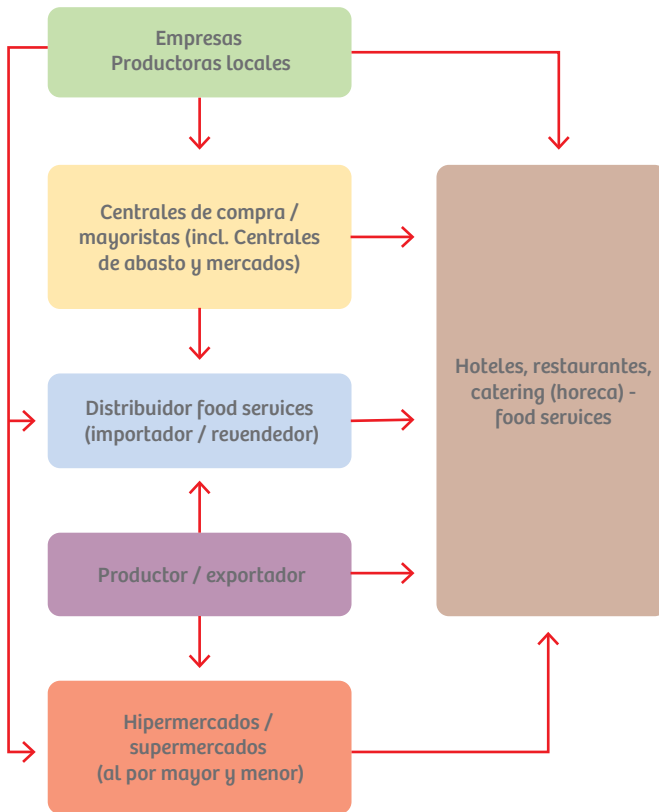 Empresas
Productoras locales
Centrales de compra /
mayoristas (incl. Centrales
de abasto y mercados)
Hoteles, restaurantes,
catering (horeca) -
food services
Distribuidor food services
(importador / revendedor)
Productor / exportador
Hipermercados /
supermercados
(al por mayor y menor)